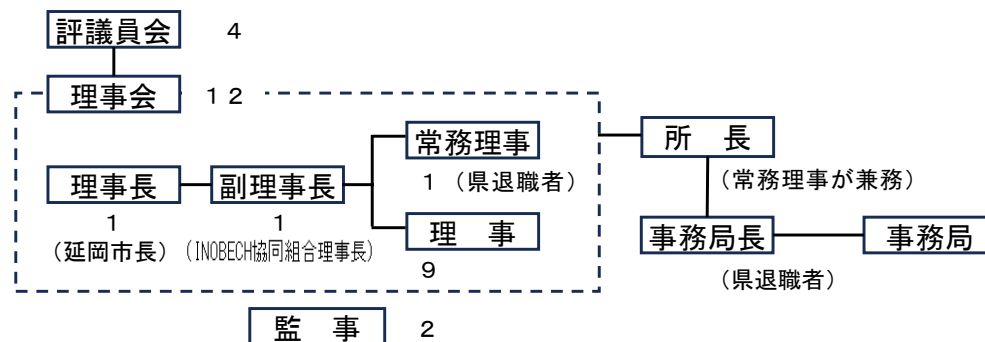 評議員会 4
理事会 12
常務理事 所 長
理事長 副理事長 1 (県退職者) (常務理事が兼務)
1 1 理 事 事務局長 事務局
(延岡市長) (INOBECH協同組合理事長)
9 (県退職者)
監 事 2